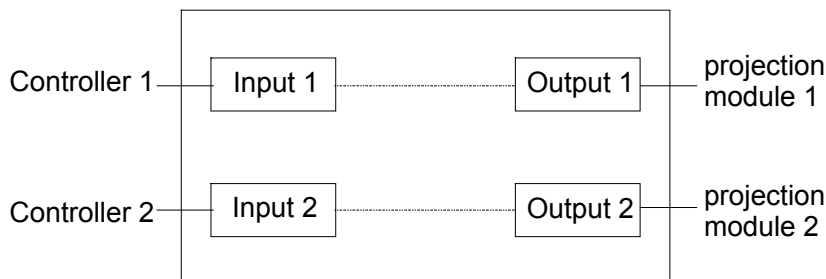 Controller 1
Input 1
Output 1
projection
module 1
Controller 2
Input 2
Output 2
projection
module 2